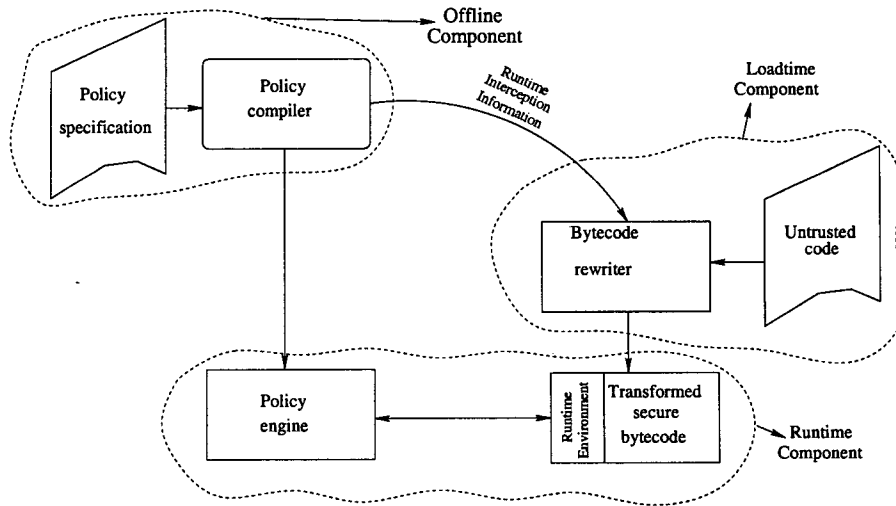 Offline
Component
Policy
specification
Policy
compiler
Runtime
Interception
Information
Loadtime
Component
Bytecode
rewriter
Untrusted
code
Policy
engine
Runtime
Environment
Transformed
secure
bytecode
Runtime
Component